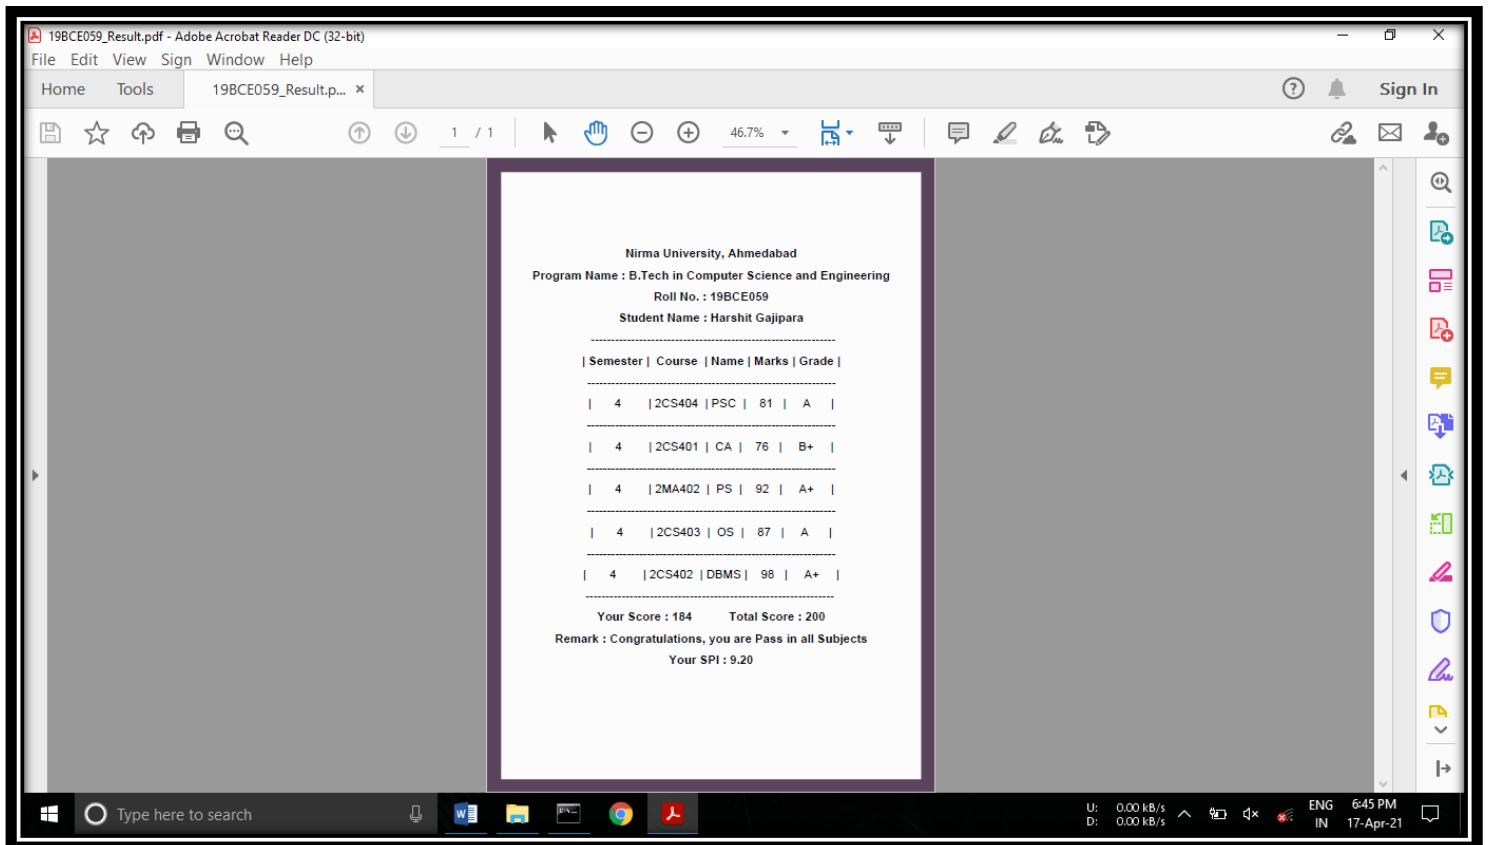 19BCE059_Result.pdf - Adobe Acrobat Reader DC (32-bit)
File Edit View Sign Window Help
Home Tools 19BCE059_Result.p... ×
1 / 1 46.7%
Sign In
Nirma University, Ahmedabad
Program Name : B.Tech in Computer Science and Engineering
Roll No. : 19BCE059
Student Name : Harshit Gajipara
--------------------------------------------------------------
| Semester | Course | Name | Marks | Grade |
--------------------------------------------------------------
| 4 | 2CS404 | PSC | 81 | A |
--------------------------------------------------------------
| 4 | 2CS401 | CA | 76 | B+ |
--------------------------------------------------------------
| 4 | 2MA402 | PS | 92 | A+ |
--------------------------------------------------------------
| 4 | 2CS403 | OS | 87 | A |
--------------------------------------------------------------
| 4 | 2CS402 | DBMS | 98 | A+ |
--------------------------------------------------------------
Your Score : 184 Total Score : 200
Remark : Congratulations, you are Pass in all Subjects
Your SPI : 9.20
Type here to search
U: 0.00 kB/s
D: 0.00 kB/s
ENG
IN
6:45 PM
17-Apr-21